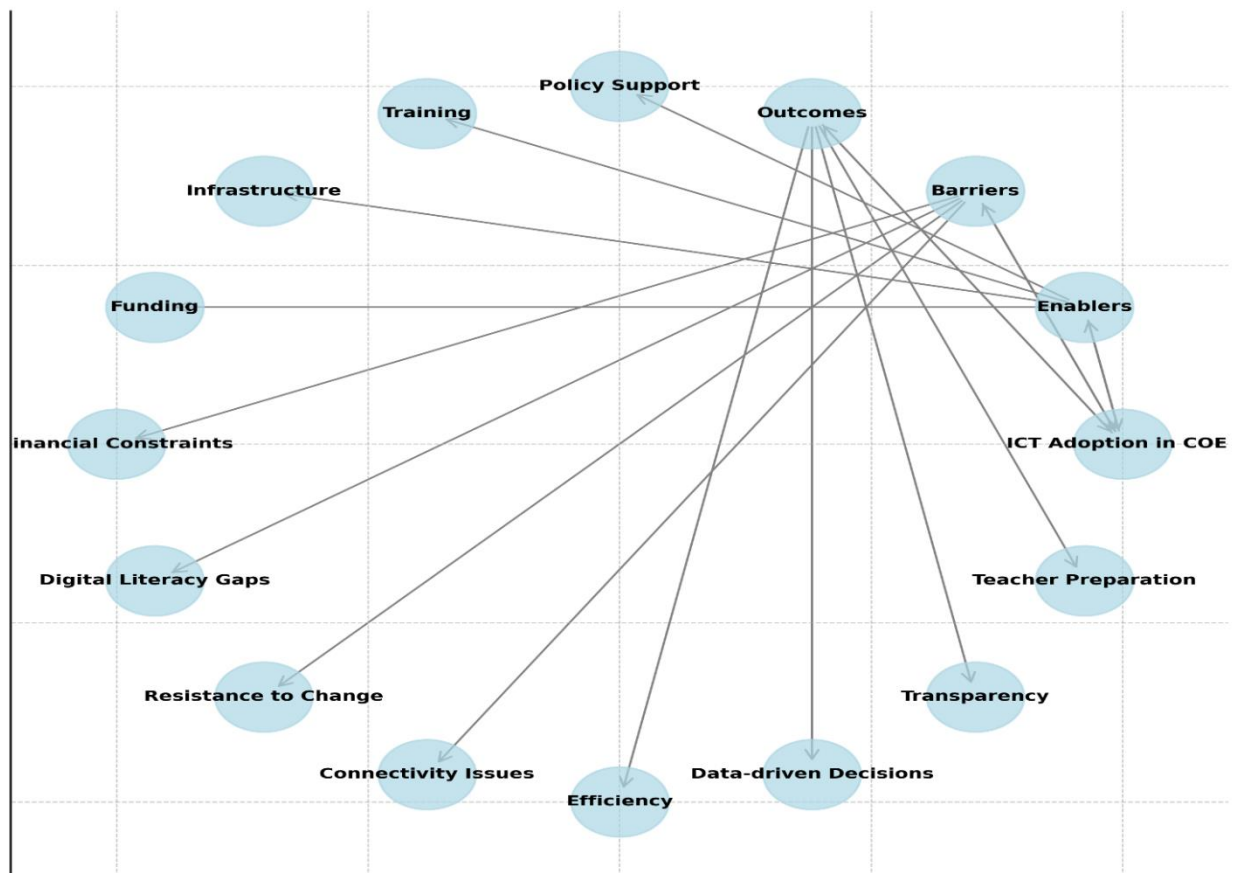 Policy Support
Training
Outcomes
Infrastructure
Barriers
Funding
Enablers
inancial Constraints
ICT Adoption in COE
Digital Literacy Gaps
Teacher Preparation
Resistance to Change
Transparency
Connectivity Issues
Data-driven Decisions
Efficiency